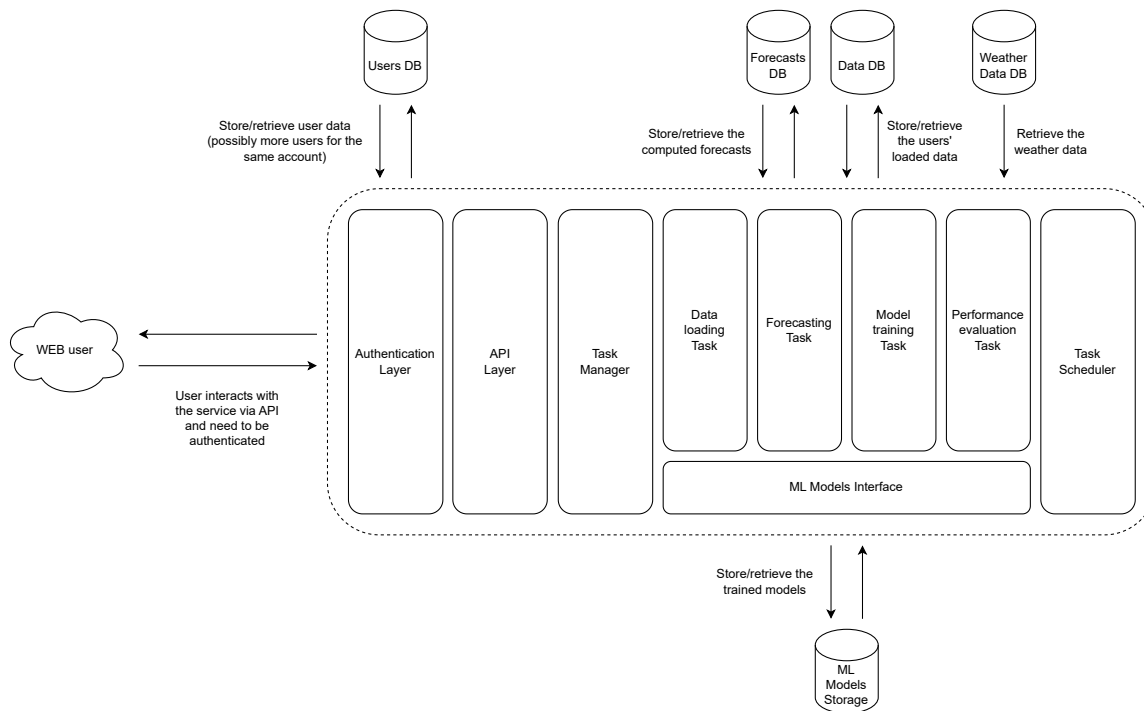 Users DB
Forecasts
DB
Data DB
Weather
Data DB
Store/retrieve user data
(possibly more users for the
same account)
Store/retrieve the
computed forecasts
Store/retrieve
the users'
loaded data
Retrieve the
weather data
WEB user
User interacts with
the service via API
and need to be
authenticated
Authentication
Layer
API
Layer
Task
Manager
Data
loading
Task
Forecasting
Task
Model
training
Task
Performance
evaluation
Task
Task
Scheduler
ML Models Interface
Store/retrieve the
trained models
ML
Models
Storage